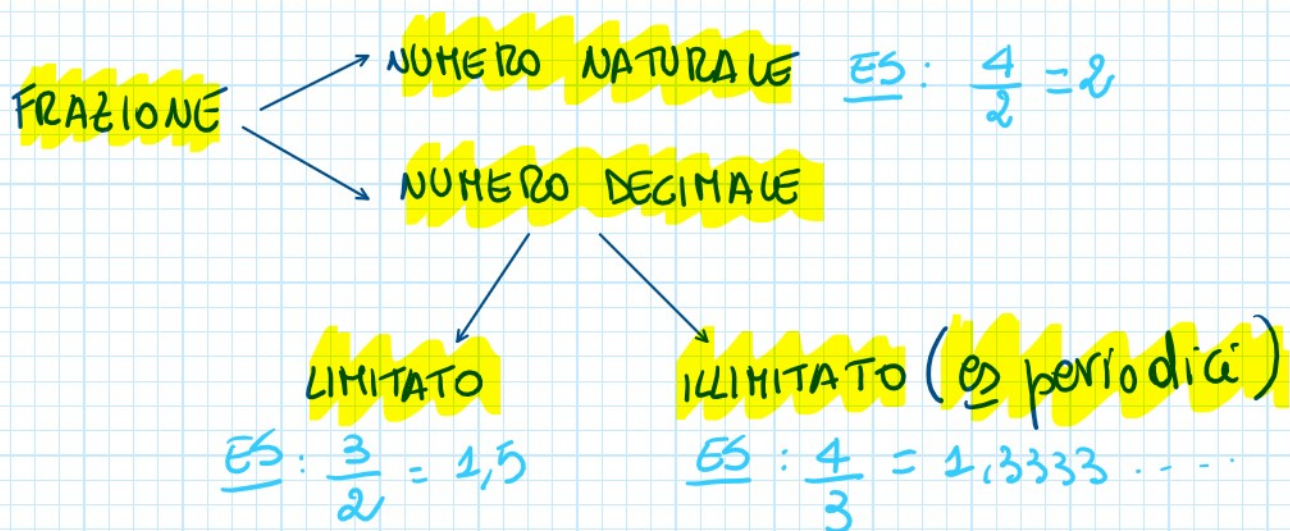 FRAZIONE
NUMERO NATURALE ES: 4/2 = 2
NUMERO DECIMALE
LIMITATO
ILLIMITATO (es periodici)
ES: 3/2 = 1,5
ES: 4/3 = 1,3333.....